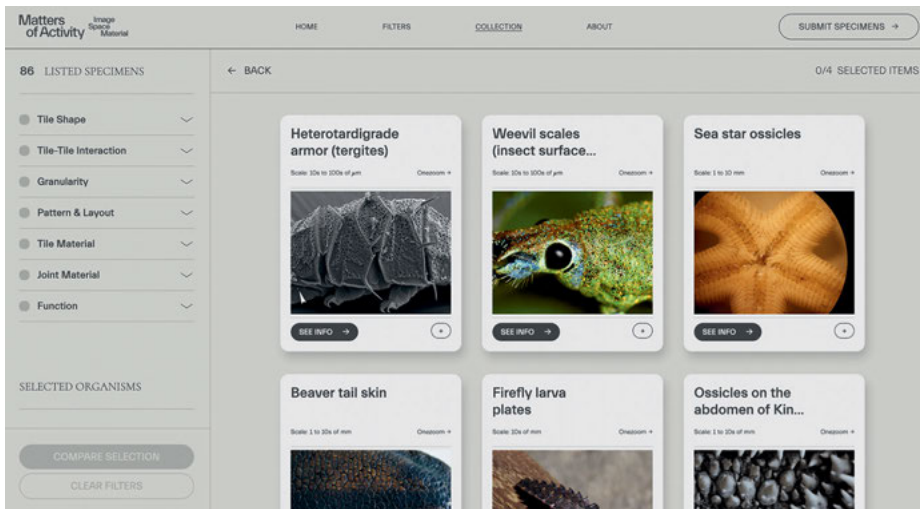 Matters of Activity
Image Space Material
HOME
FILTERS
COLLECTION
ABOUT
SUBMIT SPECIMENS →
86 LISTED SPECIMENS
← BACK
0/4 SELECTED ITEMS
Tile Shape
Tile-Tile Interaction
Granularity
Pattern & Layout
Tile Material
Joint Material
Function
SELECTED ORGANISMS
COMPARE SELECTION
CLEAR FILTERS
Heterotardigrade
armor (tergites)
Scale: 10s to 100s of µm
Onezoom →
SEE INFO →
+
Weevil scales
(insect surface...
Scale: 10s to 100s of µm
Onezoom →
SEE INFO →
+
Sea star ossicles
Scale: 1 to 10 mm
Onezoom →
SEE INFO →
+
Beaver tail skin
Scale: 1 to 10s of mm
Onezoom →
Firefly larva
plates
Scale: 10s of mm
Onezoom →
Ossicles on the
abdomen of Kin...
Scale: 1 to 10s of mm
Onezoom →